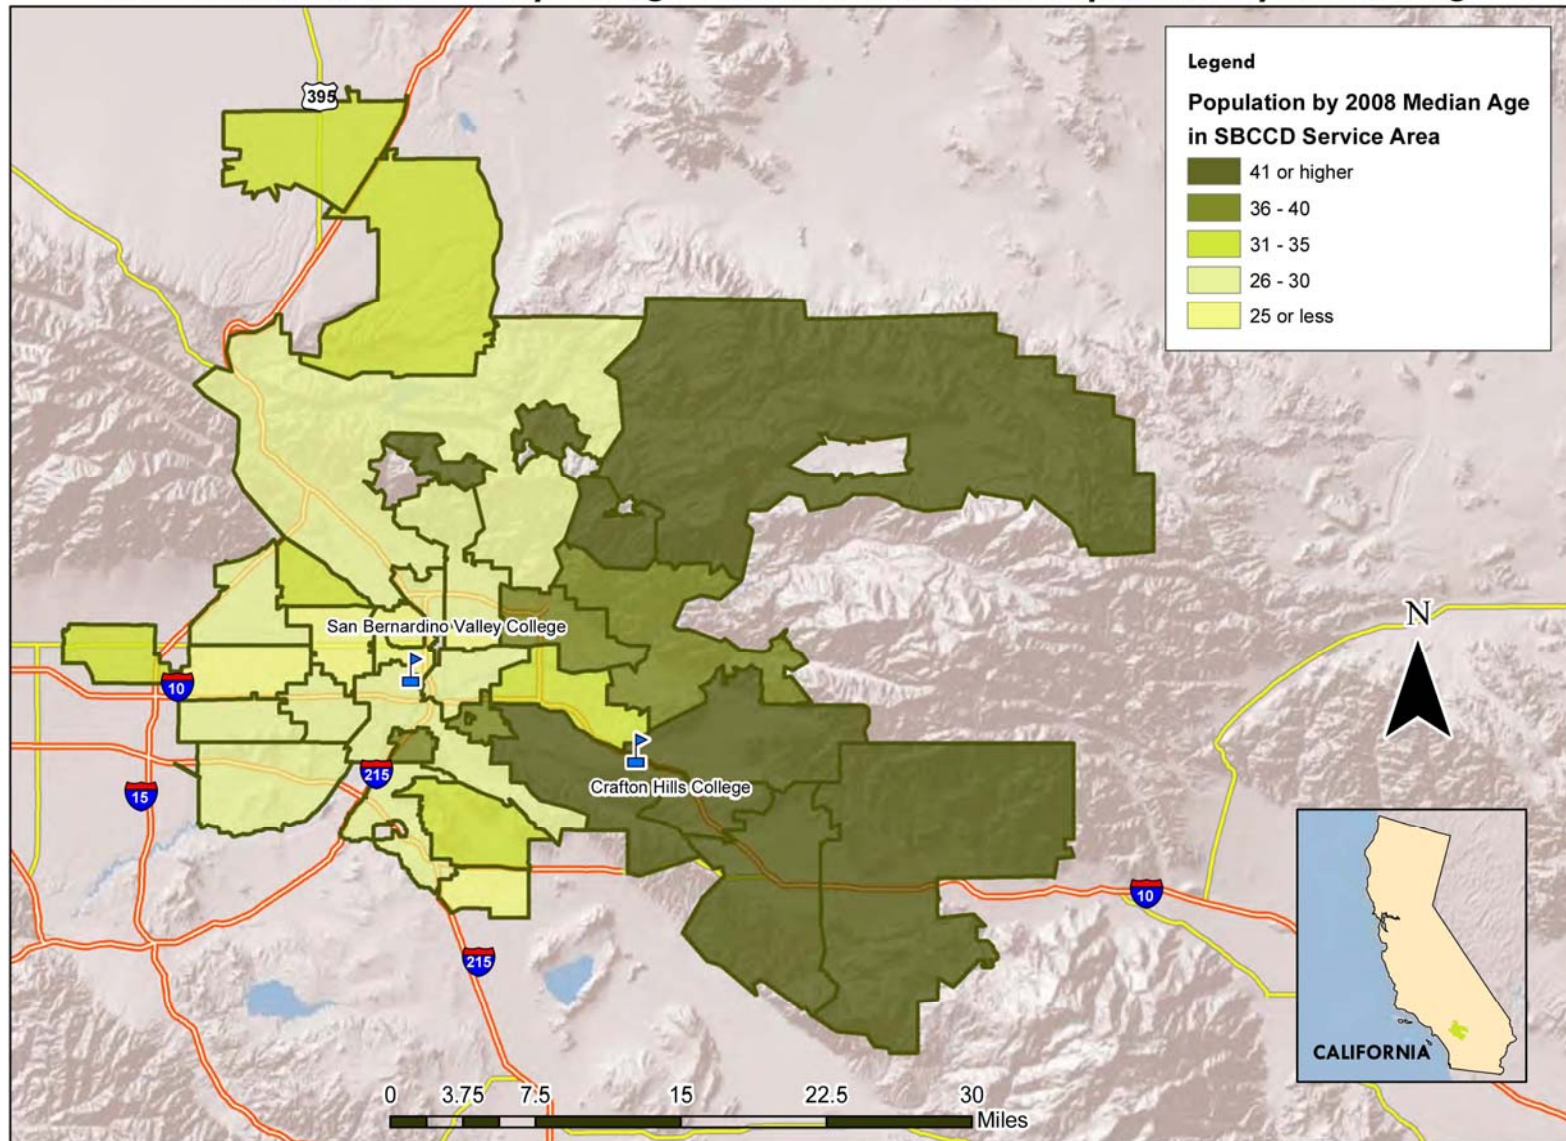 Legend
Population by 2008 Median Age
in SBCCD Service Area
41 or higher
36 - 40
31 - 35
26 - 30
25 or less
395
San Bernardino Valley College
10
N
Crafton Hills College
215
15
10
215
CALIFORNIA
0 3.75 7.5 15 22.5 30
Miles